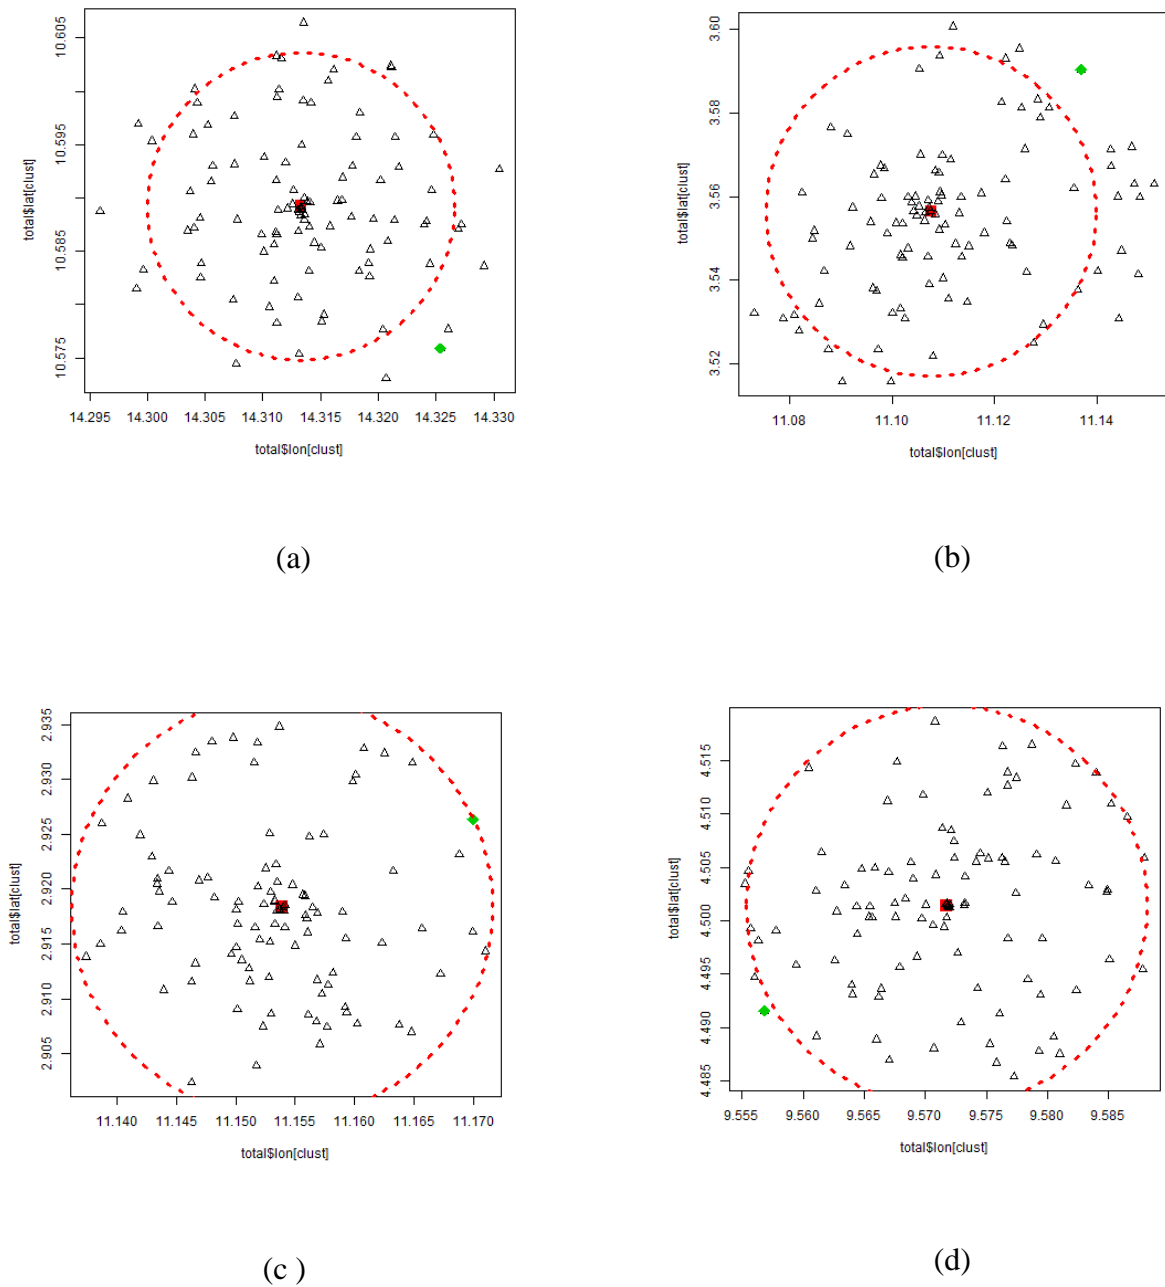 10.605
10.595
10.585
10.575
total$lat[clust]
14.295 14.300 14.305 14.310 14.315 14.320 14.325 14.330
total$lon[clust]
(a)
3.60
3.58
3.56
3.54
3.52
total$lat[clust]
11.08 11.10 11.12 11.14
total$lon[clust]
(b)
2.935
2.930
2.925
2.920
2.915
2.910
2.905
total$lat[clust]
11.140 11.145 11.150 11.155 11.160 11.165 11.170
total$lon[clust]
(c )
4.515
4.510
4.505
4.500
4.495
4.490
4.485
total$lat[clust]
9.555 9.560 9.565 9.570 9.575 9.580 9.585
total$lon[clust]
(d)